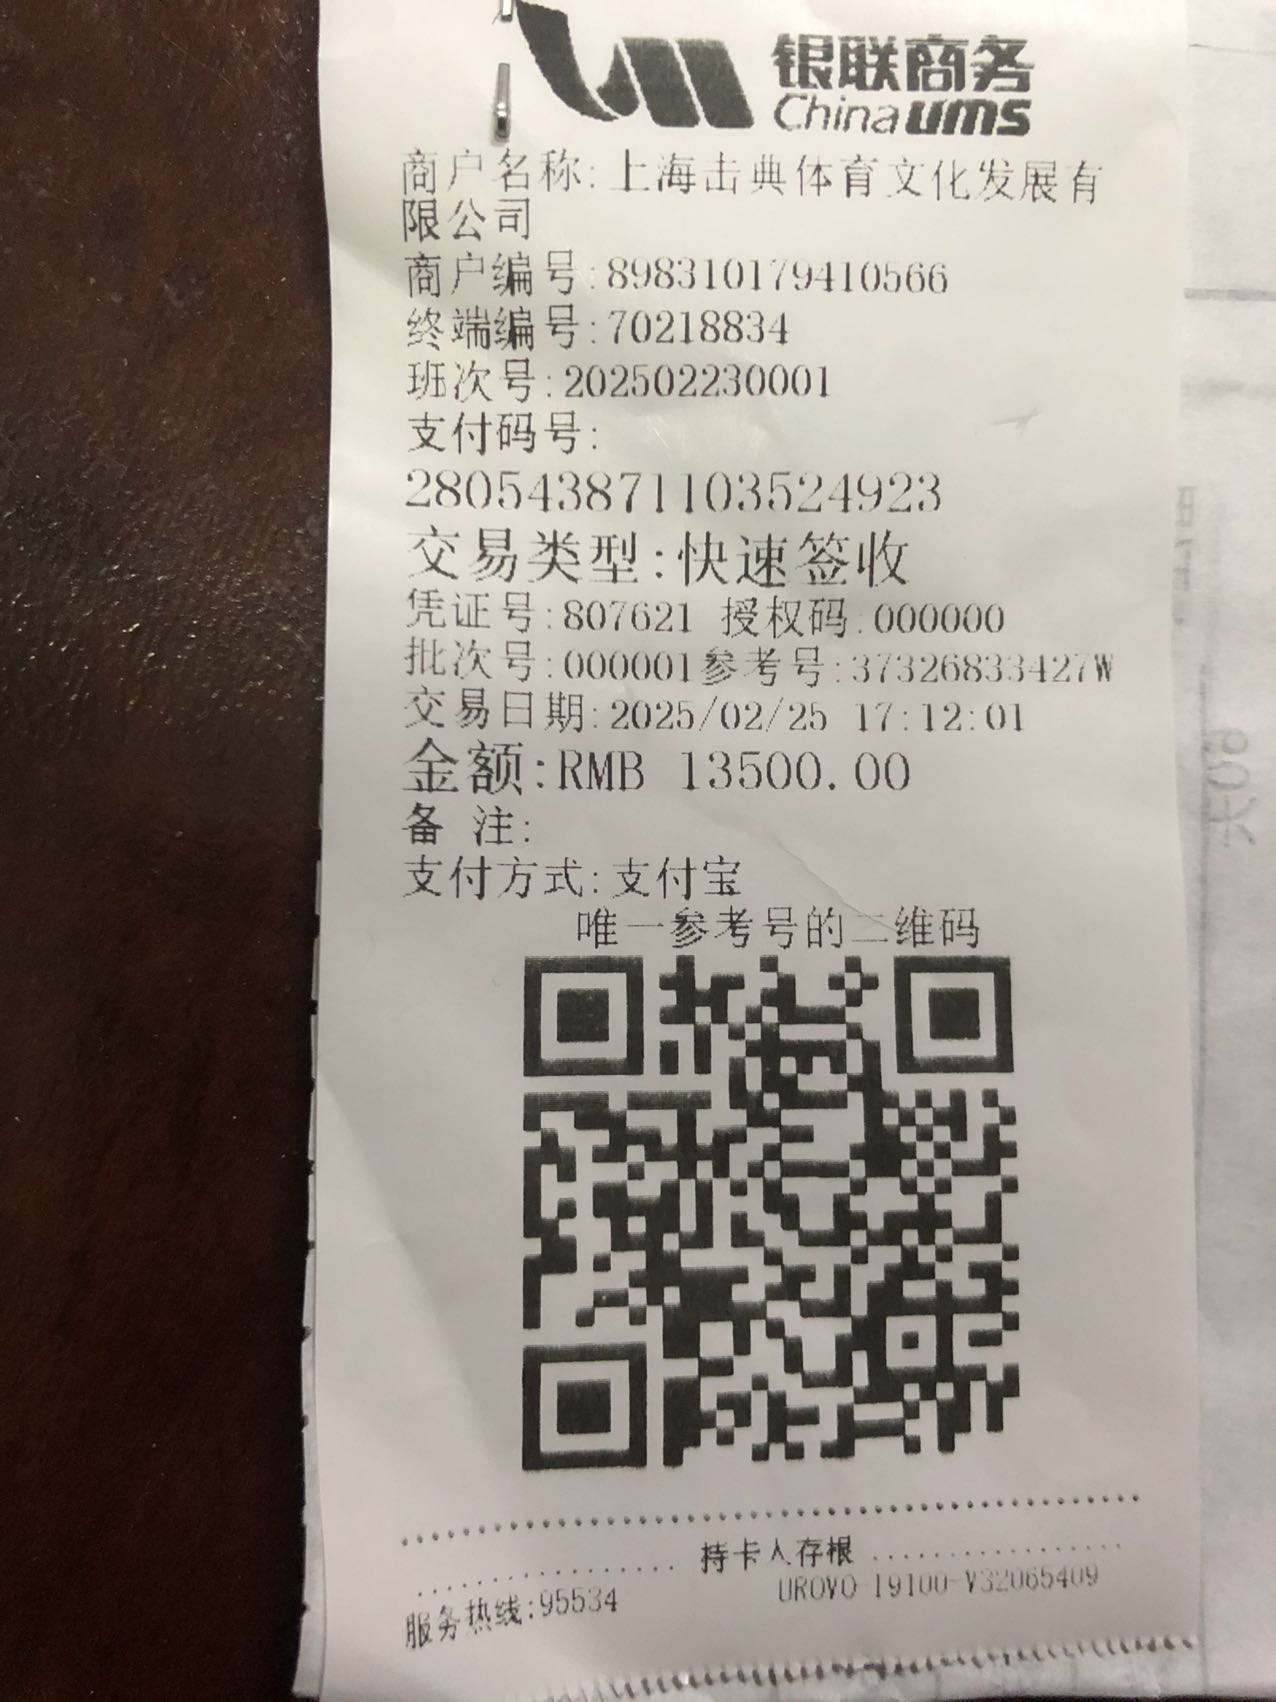 银联商务
China ums
商户名称:上海击典体育文化发展有
限公司
商户编号:898310179410566
终端编号:70218834
班次号:202502230001
支付码号:
280543871103524923
交易类型:快速签收
凭证号:807621 授权码:000000
批次号:000001参考号:37326833427W
交易日期:2025/02/25 17:12:01
金额:RMB 13500.00
备 注:
支付方式:支付宝
唯一参考号的二维码
持卡人存根
服务热线:95534
UROVO-I9100-V32065409